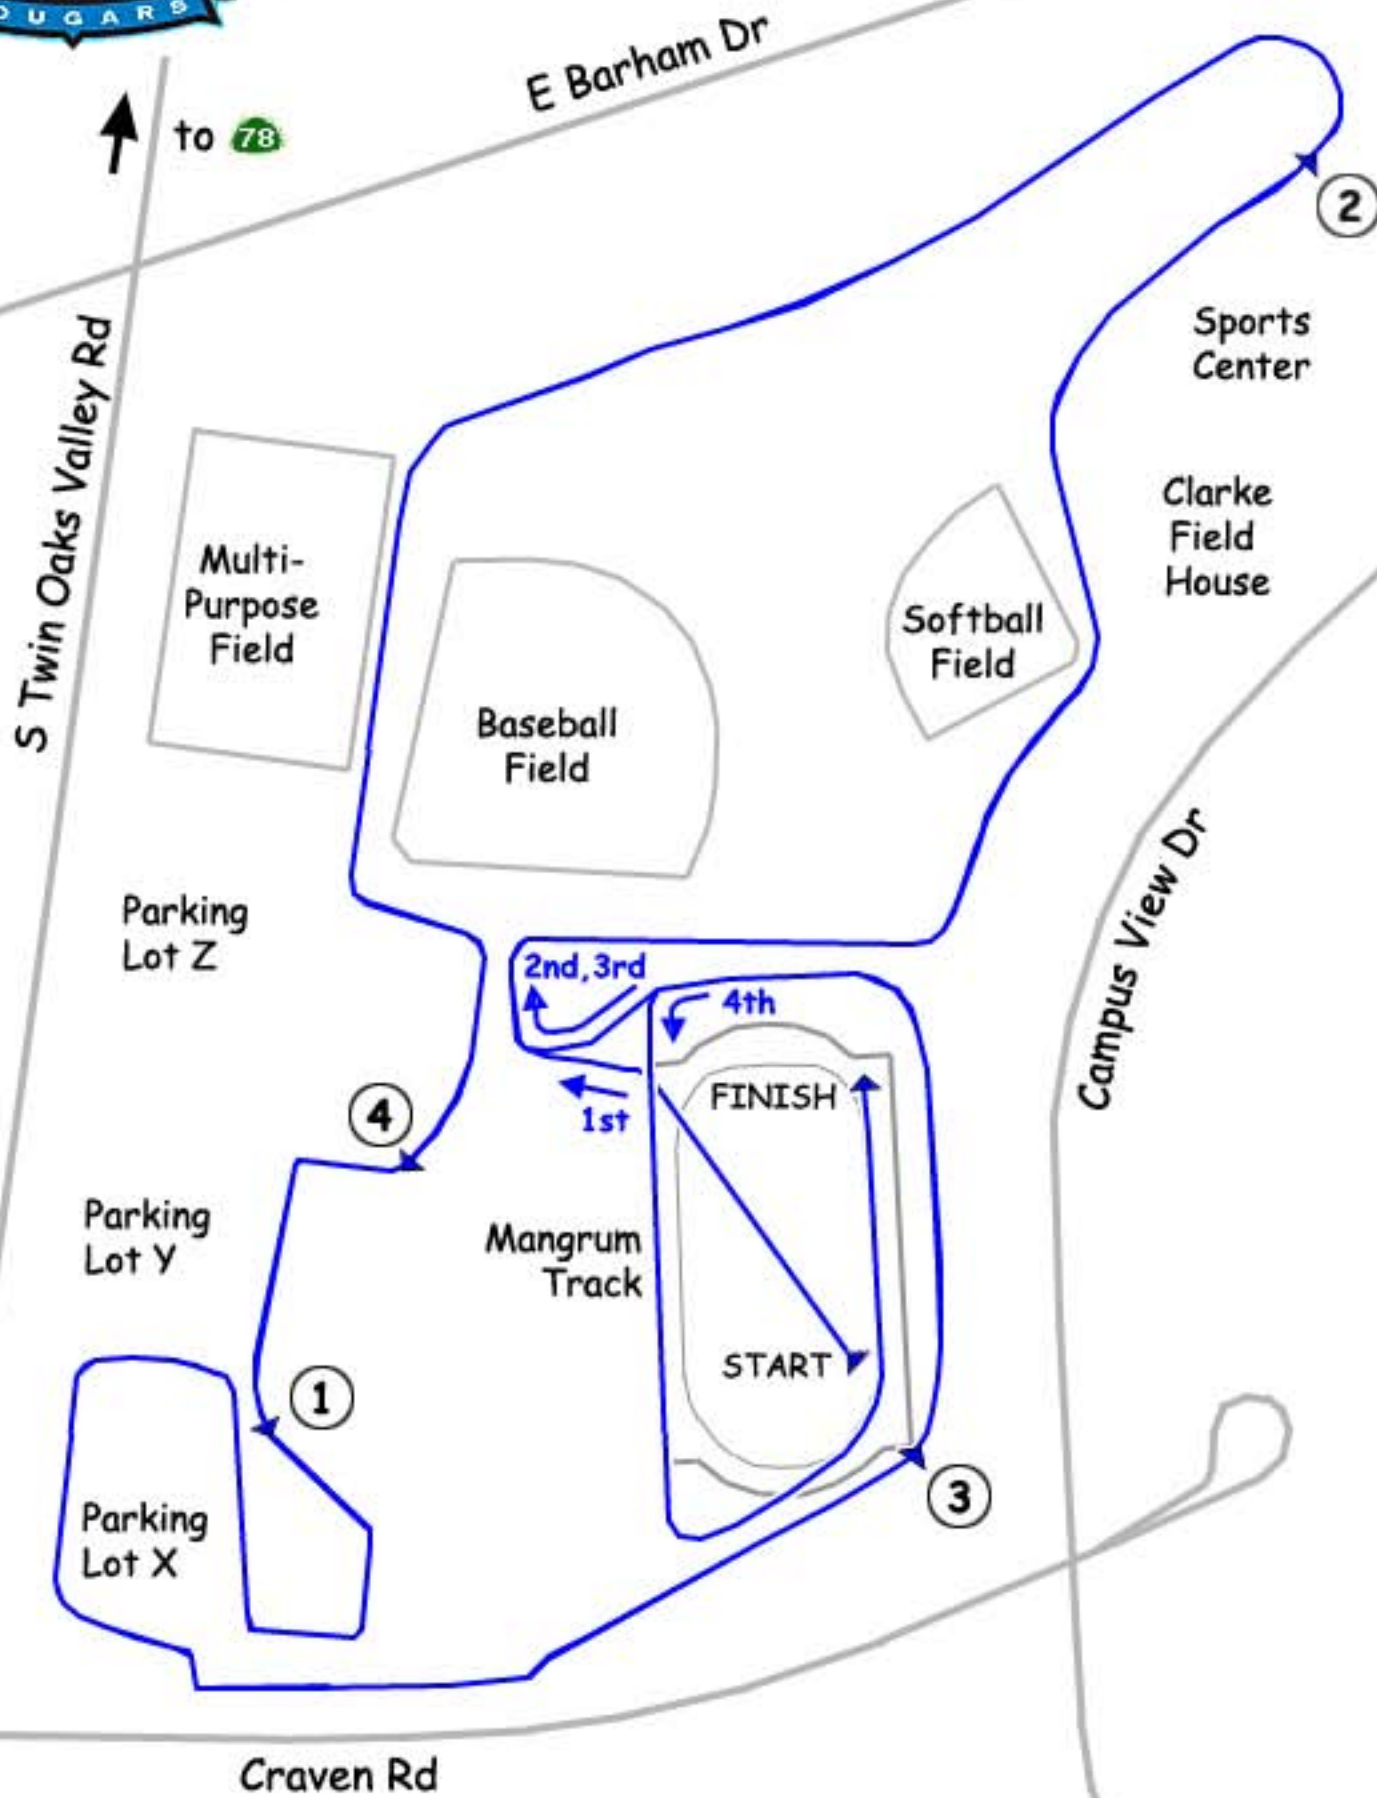 OUGARS
E Barham Dr
to 78
2
S Twin Oaks Valley Rd
Sports
Center
Multi-
Purpose
Field
Clarke
Field
House
Softball
Field
Baseball
Field
Campus View Dr
Parking
Lot Z
2nd,3rd
4th
1st
FINISH
4
Parking
Lot Y
Mangrum
Track
START
1
3
Parking
Lot X
Craven Rd